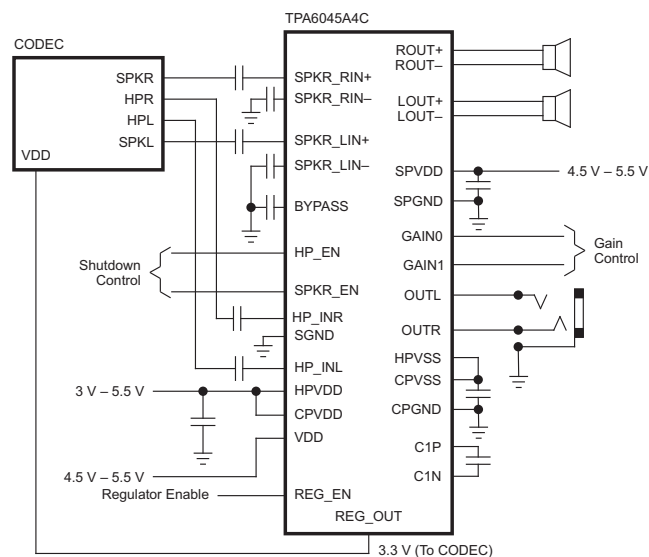 TPA6045A4C
CODEC
SPKR
HPR
HPL
SPKL
VDD
SPKR_RIN+
SPKR_RIN–
SPKR_LIN+
SPKR_LIN–
BYPASS
HP_EN
SPKR_EN
HP_INR
SGND
HP_INL
HPVDD
CPVDD
VDD
REG_EN
REG_OUT
Shutdown
Control
3 V – 5.5 V
4.5 V – 5.5 V
Regulator Enable
ROUT+
ROUT–
LOUT+
LOUT–
SPVDD
SPGND
GAIN0
GAIN1
OUTL
OUTR
HPVSS
CPVSS
CPGND
C1P
C1N
4.5 V – 5.5 V
Gain
Control
3.3 V (To CODEC)